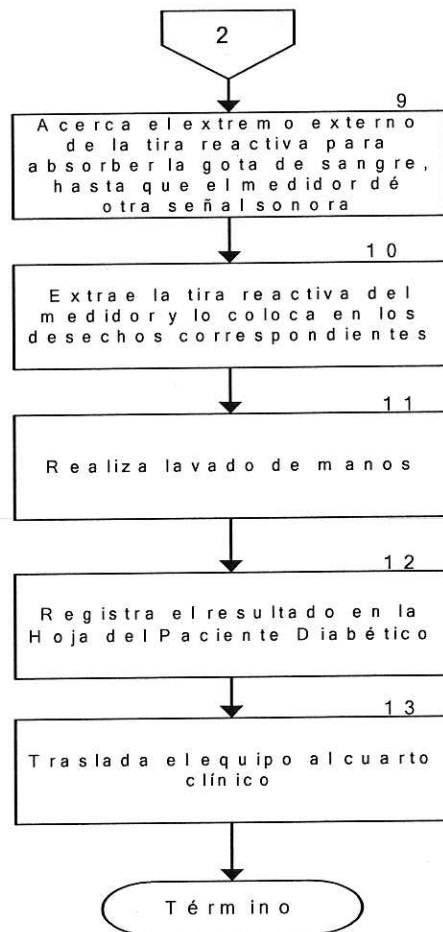 2
9
Acerca el extremo externo
de la tira reactiva para
absorber la gota de sangre,
hasta que el medidor dé
otra señal sonora
10
Extrae la tira reactiva del
medidor y lo coloca en los
desechos correspondientes
11
Realiza lavado de manos
12
Registra el resultado en la
Hoja del Paciente Diabético
13
Traslada el equipo al cuarto
clínico
Término